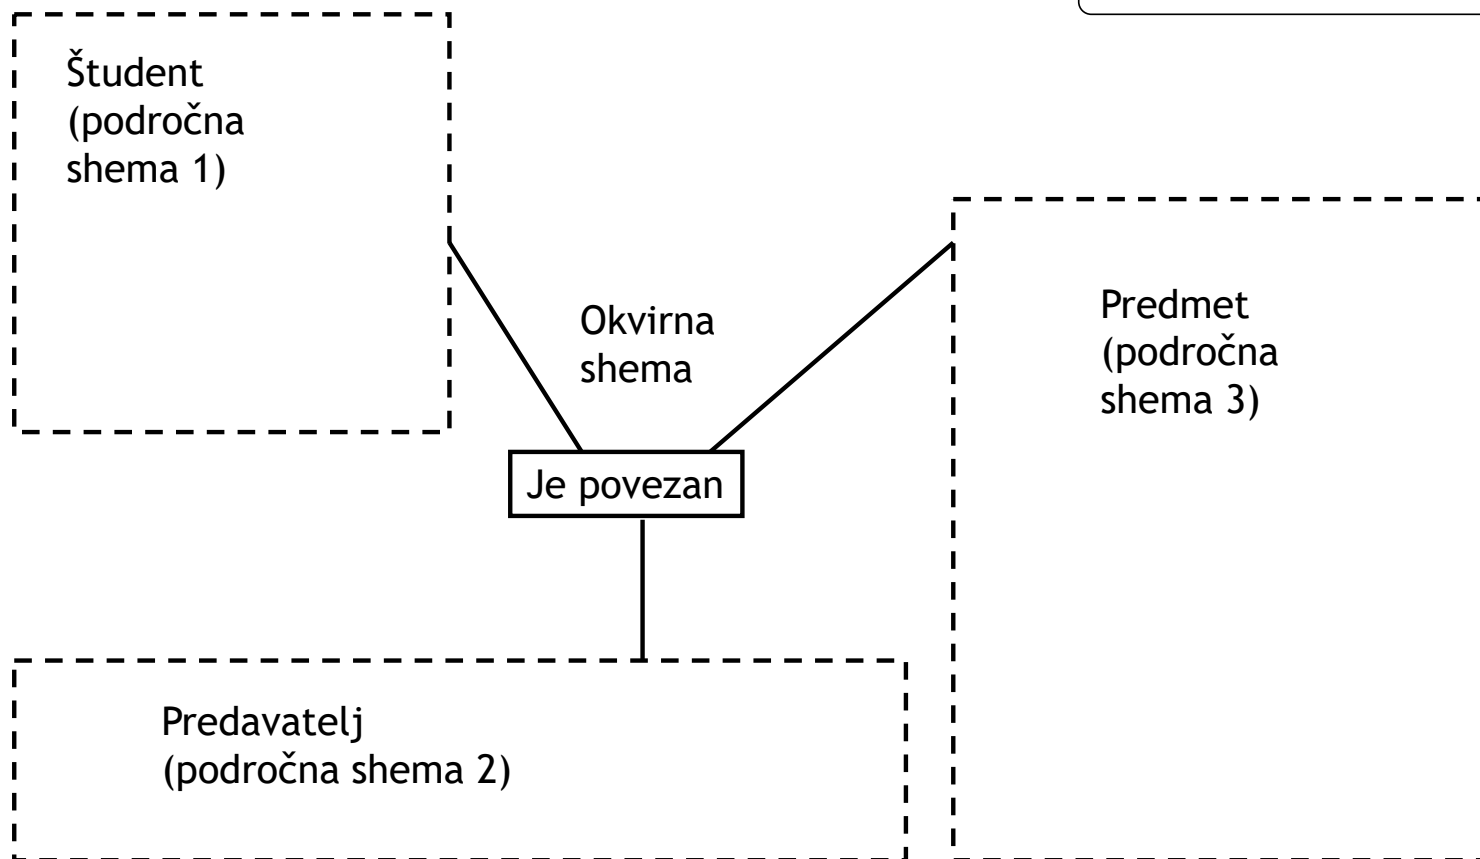 Študent
(področna
shema 1)
Okvirna
shema
Predmet
(področna
shema 3)
Je povezan
Predavatelj
(področna shema 2)